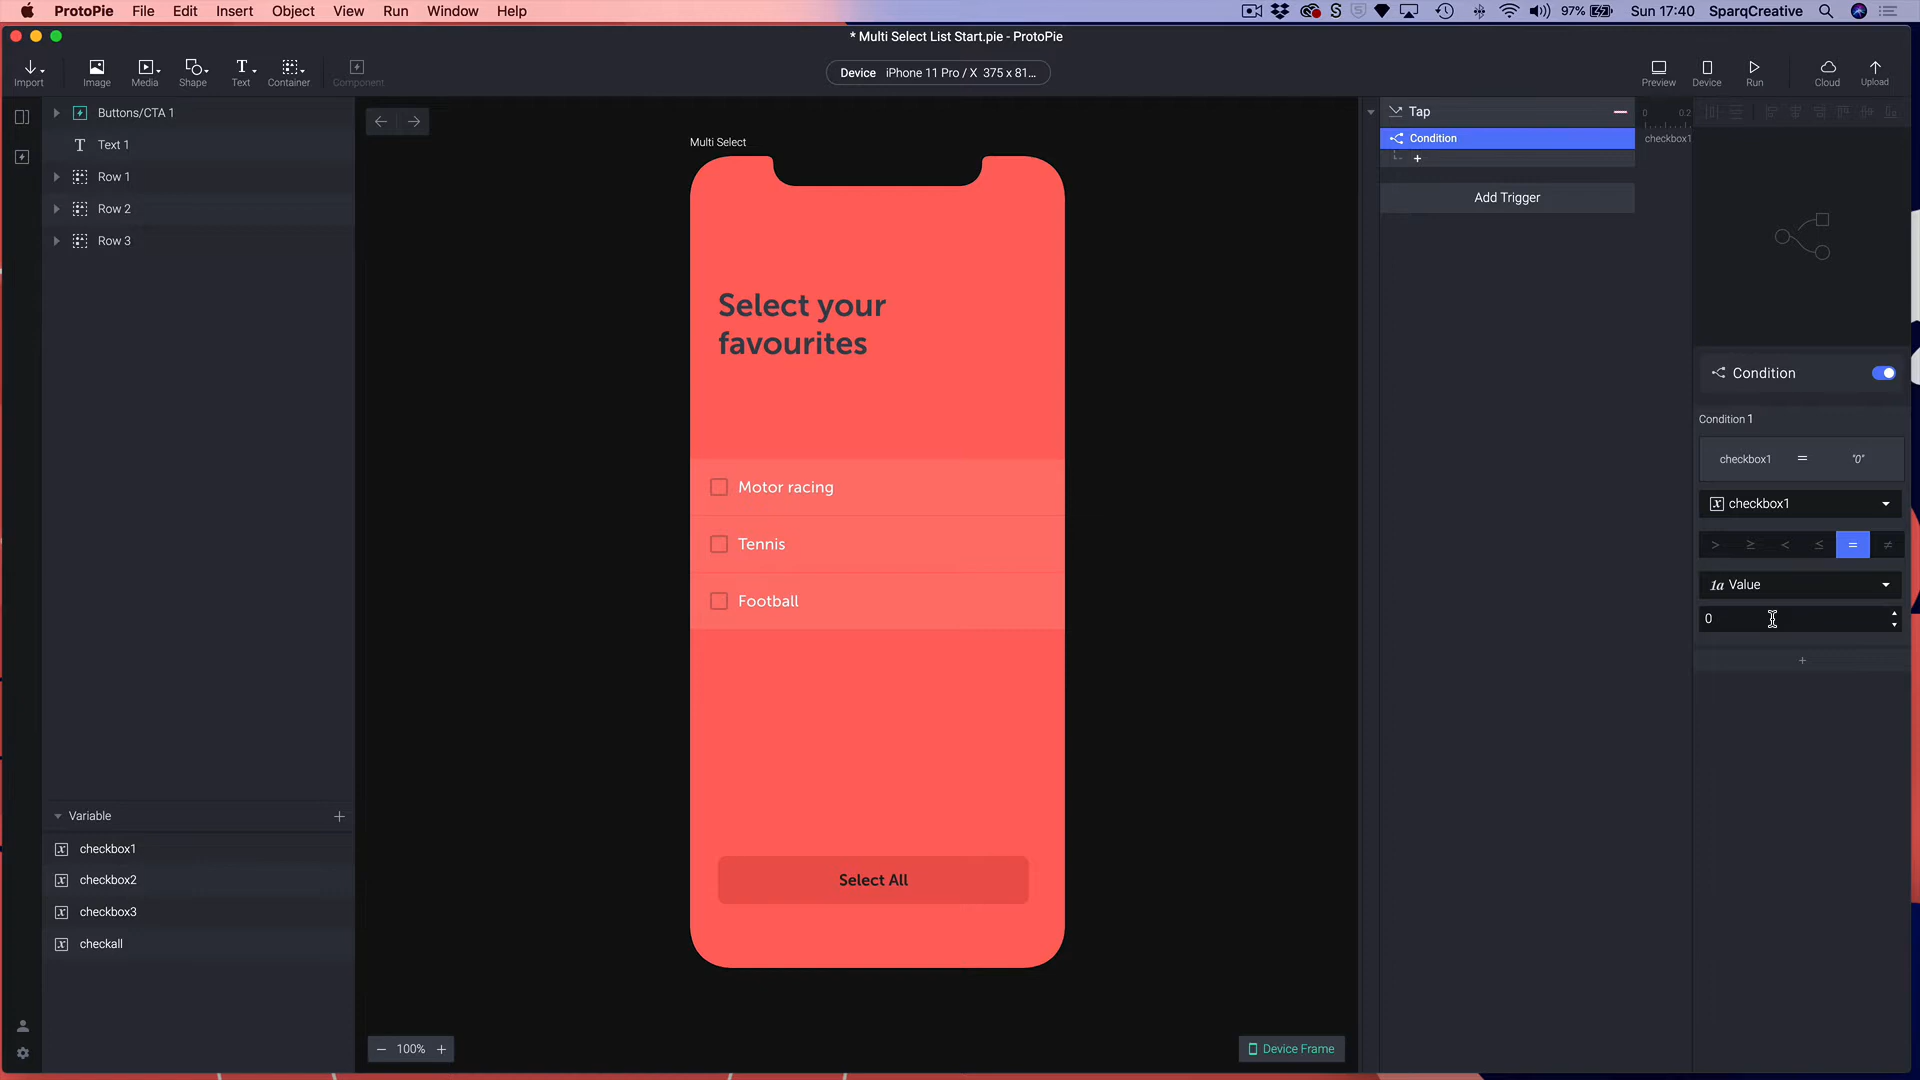 ProtoPie File Edit Insert Object View Run Window Help
97% Sun 17:40 SparqCreative
* Multi Select List Start.pie - ProtoPie
Import Image Media Shape Text Container Component
Device iPhone 11 Pro / X 375 x 81...
Preview Device Run Cloud Upload
Buttons/CTA 1
Text 1
Row 1
Row 2
Row 3
Variable
checkbox1
checkbox2
checkbox3
checkall
Multi Select
Select your
favourites
Motor racing
Tennis
Football
Select All
100%
Device Frame
Tap
Condition
+
Add Trigger
0 0.2
checkbox1
Condition
Condition 1
checkbox1 = "0"
checkbox1
> ≥ < ≤ = ≠
1a Value
0
+